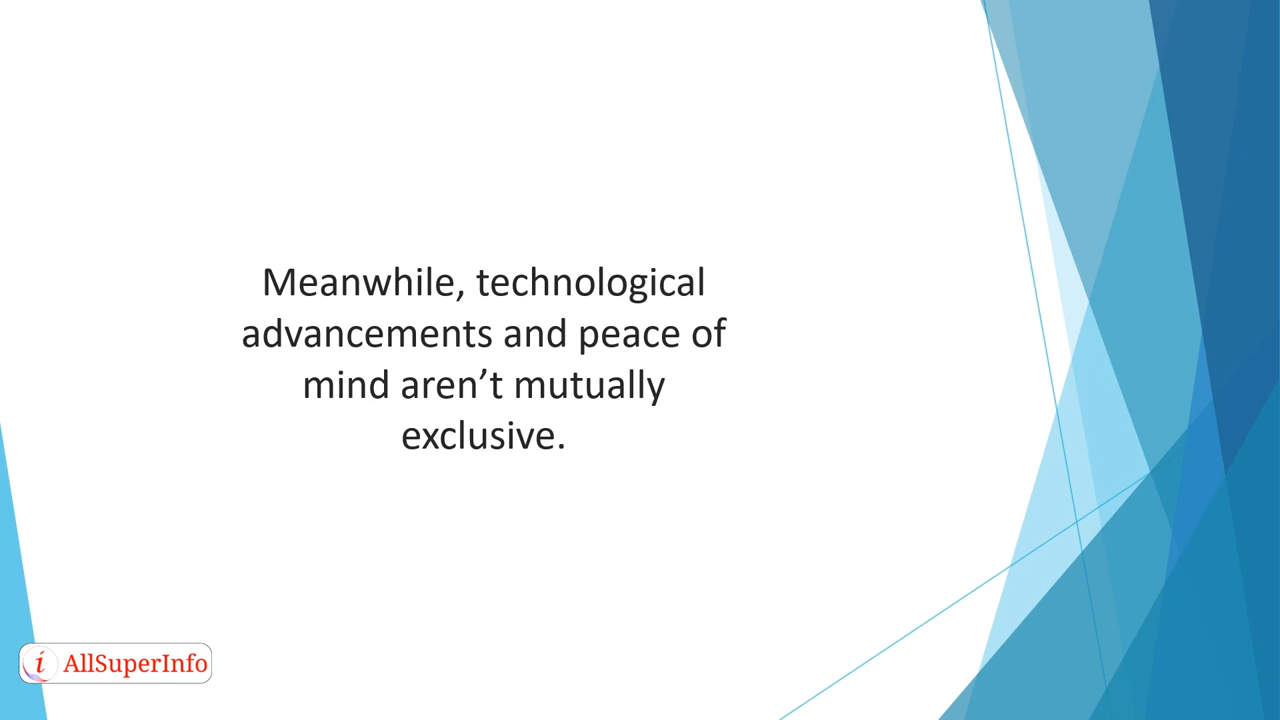 Meanwhile, technological
advancements and peace of
mind aren’t mutually
exclusive.
i AllSuperInfo